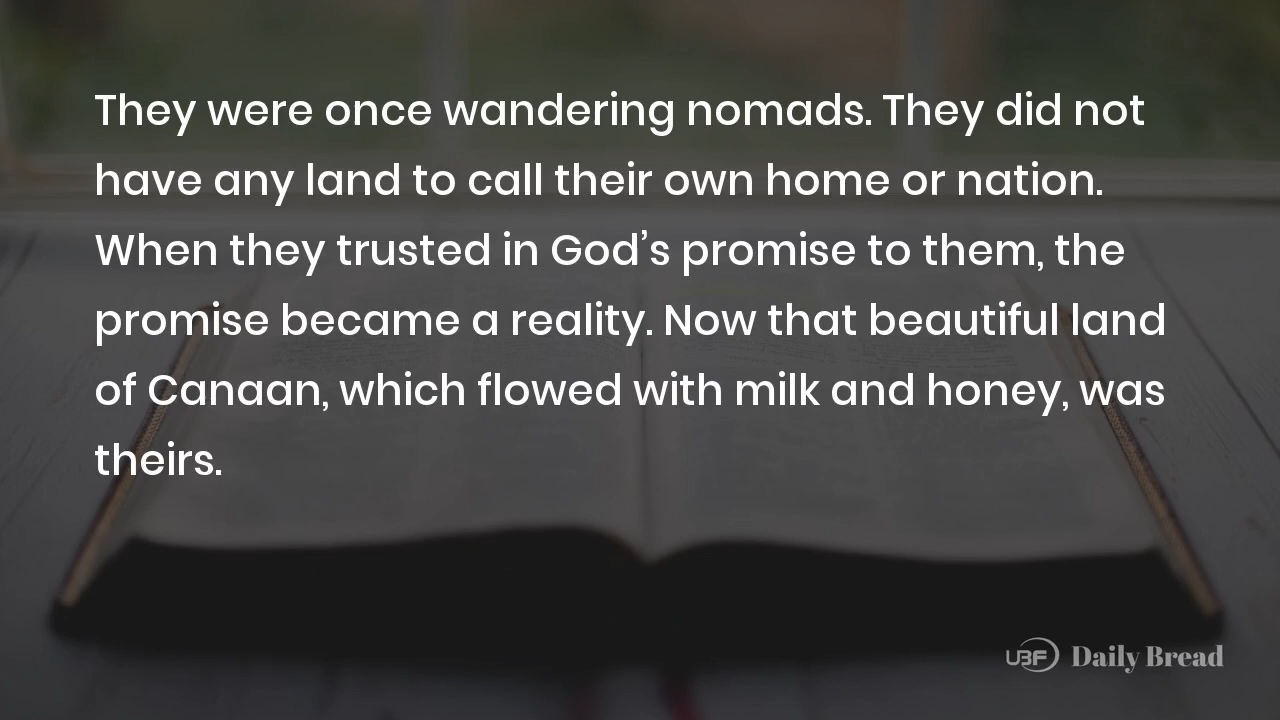 They were once wandering nomads. They did not
have any land to call their own home or nation.
When they trusted in God’s promise to them, the
promise became a reality. Now that beautiful land
of Canaan, which flowed with milk and honey, was
theirs.
UBF Daily Bread